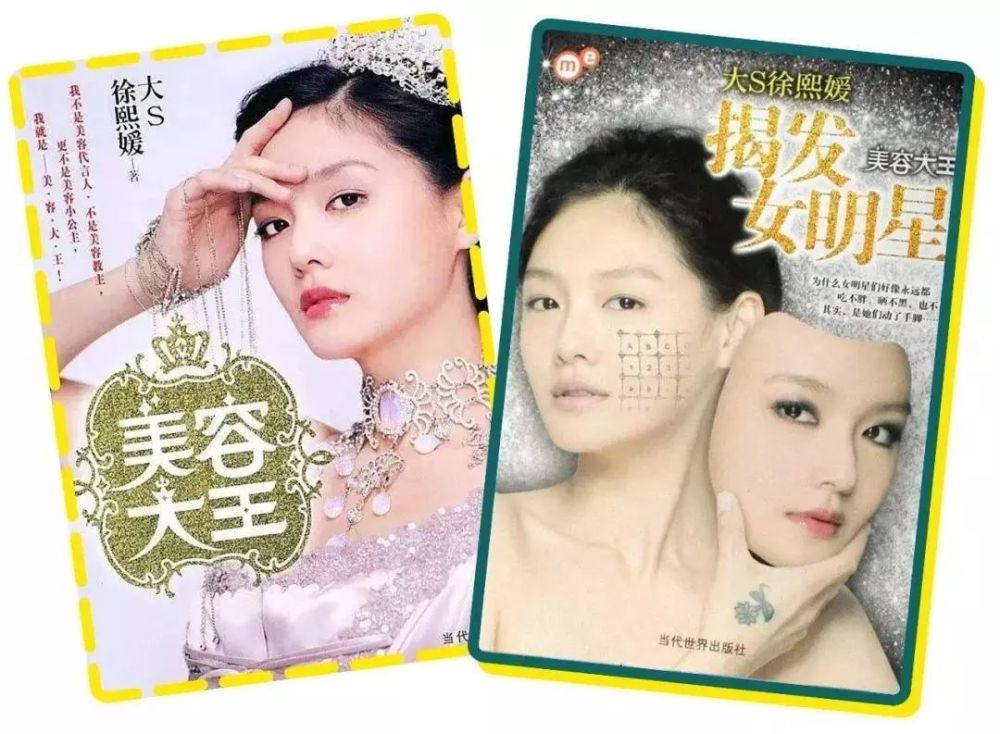 大S
徐熙媛 著
我不是美容代言人、不是美容教主，
更不是美容小公主，
我就是——美·容·大·王！
美容
大王
当代
me
大S徐熙媛
揭发
美容大王
女明星
为什么女明星们好像永远都
吃不胖、晒不黑、也不
其实，是她们动了手脚……
A B C
1 2 3
a b c
当代世界出版社